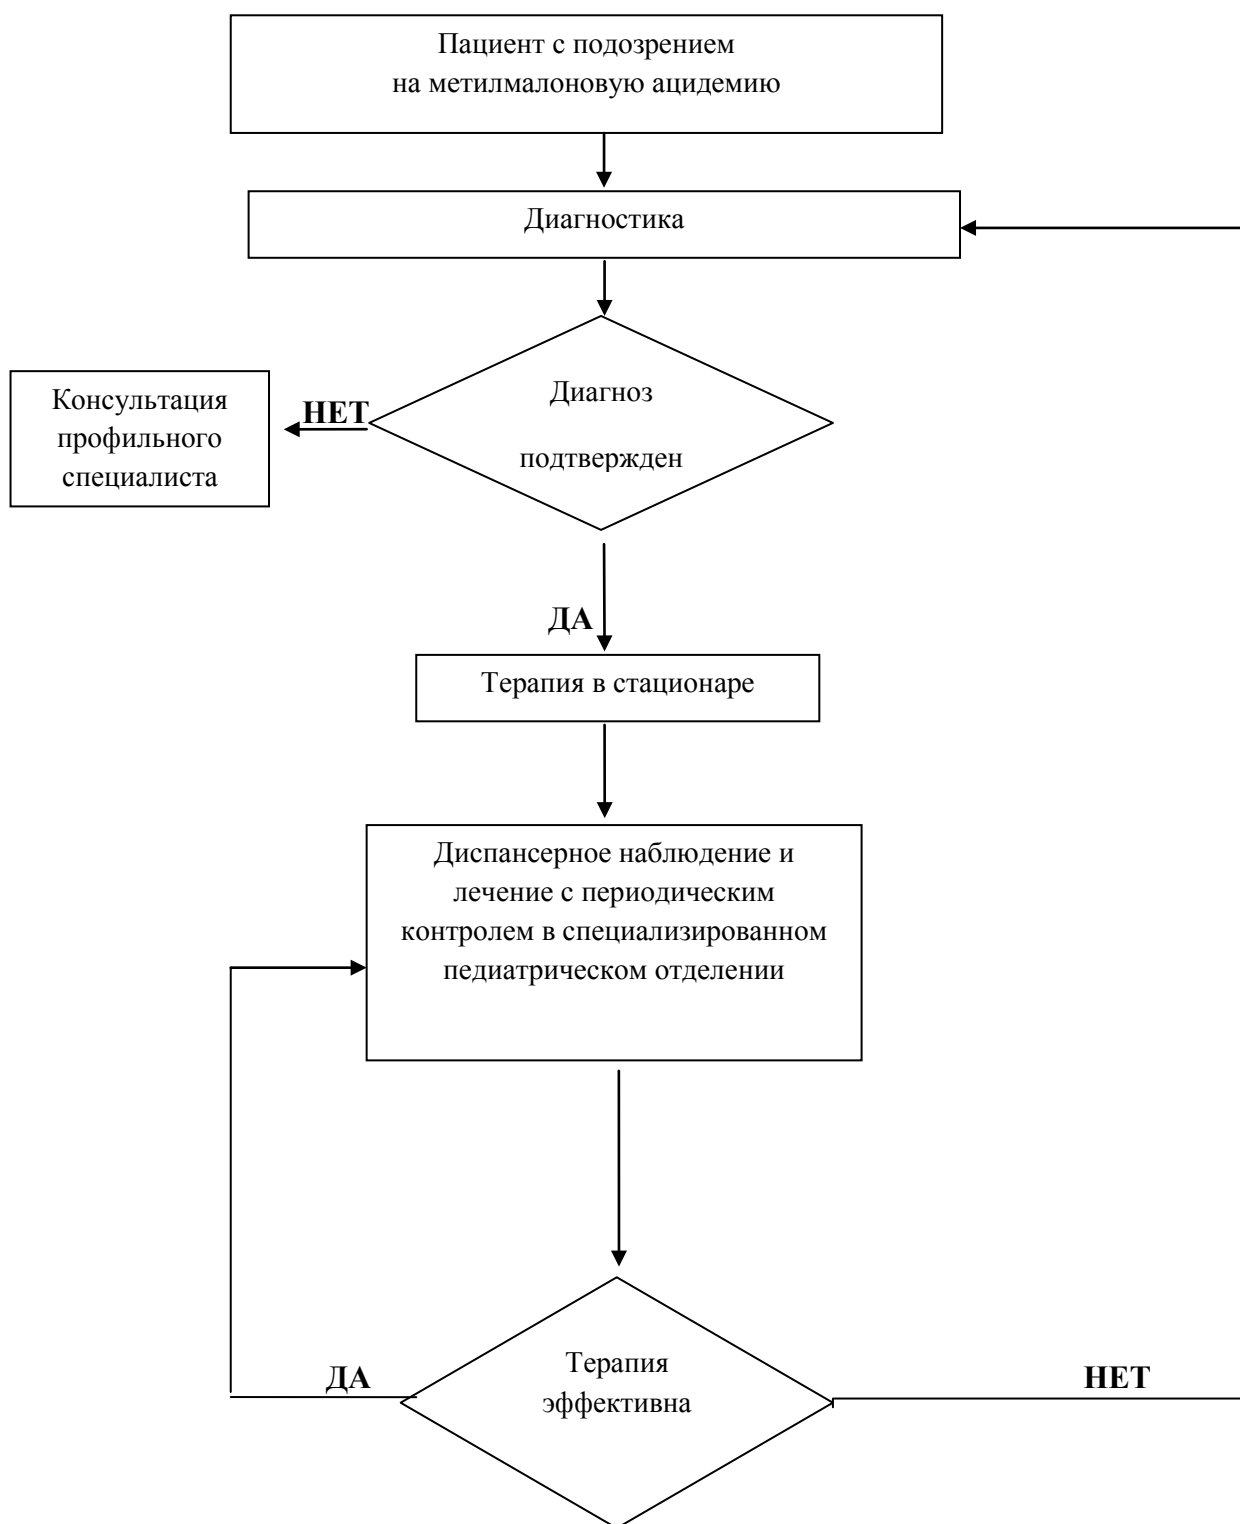 Пациент с подозрением
на метилмалоновую ацидемию
Диагностика
Диагноз
подтвержден
НЕТ
Консультация
профильного
специалиста
ДА
Терапия в стационаре
Диспансерное наблюдение и
лечение с периодическим
контролем в специализированном
педиатрическом отделении
Терапия
эффективна
ДА
НЕТ